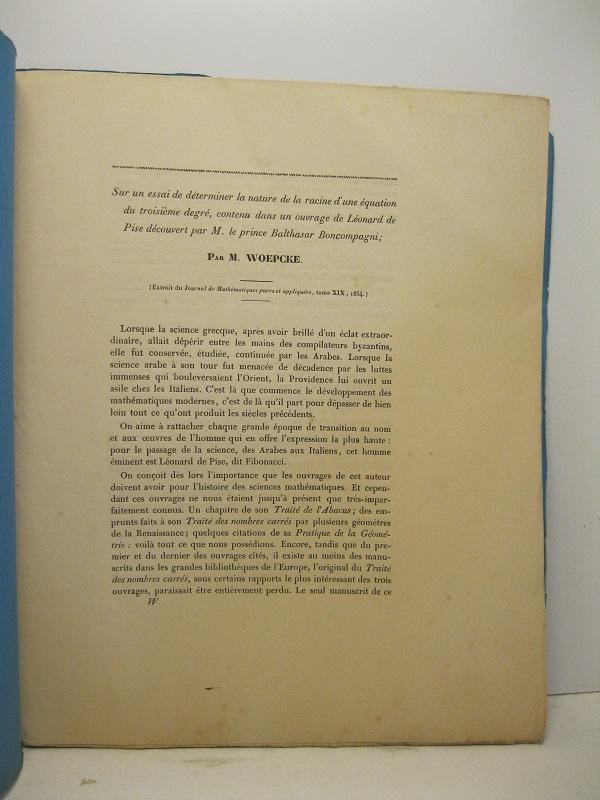 Sur un essai de déterminer la nature de la racine d'une équation
du troisième degré, contenu dans un ouvrage de Léonard de
Pise découvert par M. le prince Balthasar Boncompagni;
PAR M. WOEPCKE.
[Extrait du Journal de Mathématiques pures et appliquées, tome XIX, 1854.]
Lorsque la science grecque, après avoir brillé d'un éclat extraor-
dinaire, allait dépérir entre les mains des compilateurs byzantins,
elle fut conservée, étudiée, continuée par les Arabes. Lorsque la
science arabe à son tour fut menacée de décadence par les luttes
immenses qui bouleversaient l'Orient, la Providence lui ouvrit un
asile chez les Italiens. C'est là que commence le développement des
mathématiques modernes, c'est de là qu'il part pour dépasser de bien
loin tout ce qu'ont produit les siècles précédents.
On aime à rattacher chaque grande époque de transition au nom
et aux œuvres de l'homme qui en offre l'expression la plus haute :
pour le passage de la science, des Arabes aux Italiens, cet homme
éminent est Léonard de Pise, dit Fibonacci.
On conçoit dès lors l'importance que les ouvrages de cet auteur
doivent avoir pour l'histoire des sciences mathématiques. Et cepen-
dant ces ouvrages ne nous étaient jusqu'à présent que très-impar-
faitement connus. Un chapitre de son Traité de l'Abacus; des em-
prunts faits à son Traité des nombres carrés par plusieurs géomètres
de la Renaissance; quelques citations de sa Pratique de la Géomé-
trie : voilà tout ce que nous possédions. Encore, tandis que du pre-
mier et du dernier des ouvrages cités, il existe au moins des manu-
scrits dans les grandes bibliothèques de l'Europe, l'original du Traité
des nombres carrés, sous certains rapports le plus intéressant des trois
ouvrages, paraissait être entièrement perdu. Le seul manuscrit de ce
W